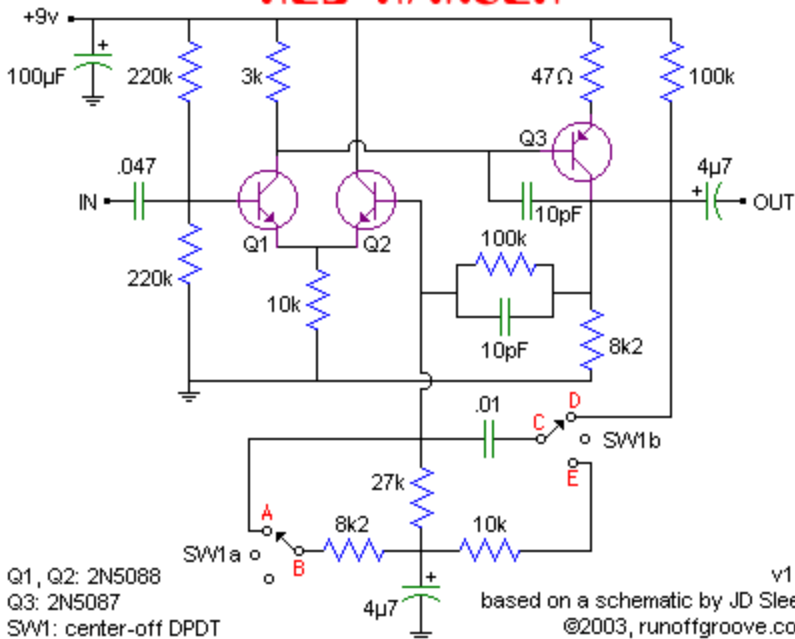 +9v
100µF
220k
3k
47Ω
100k
Q3
.047
4µ7
IN
OUT
10pF
Q1
Q2
100k
220k
10k
10pF
8k2
.01
D
C
SW1b
E
27k
A
8k2
10k
SW1a
B
4µ7
Q1, Q2: 2N5088
Q3: 2N5087
SW1: center-off DPDT
based on a schematic by JD
©2003,